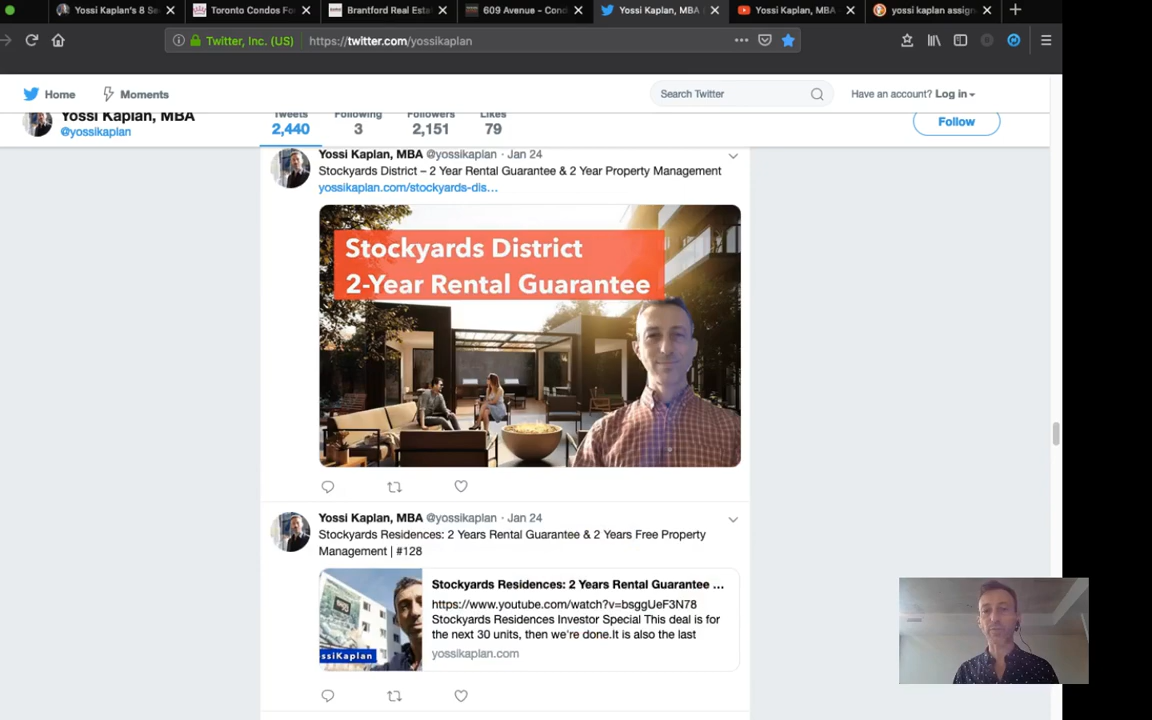 Yossi Kaplan's 8 Se
Toronto Condos Fo
Brantford Real Esta
609 Avenue - Cond
Yossi Kaplan, MBA
Yossi Kaplan, MBA
yossi kaplan assign
Twitter, Inc. (US)
https://twitter.com/yossikaplan
Home
Moments
Search Twitter
Have an account? Log in
Yossi Kaplan, MBA
@yossikaplan
Tweets
Following
Followers
Likes
2,440
3
2,151
79
Follow
Yossi Kaplan, MBA @yossikaplan · Jan 24
Stockyards District – 2 Year Rental Guarantee & 2 Year Property Management
yossikaplan.com/stockyards-dis...
Stockyards District
2-Year Rental Guarantee
Yossi Kaplan, MBA @yossikaplan · Jan 24
Stockyards Residences: 2 Years Rental Guarantee & 2 Years Free Property
Management | #128
Stockyards Residences: 2 Years Rental Guarantee ...
https://www.youtube.com/watch?v=bsggUeF3N78
Stockyards Residences Investor Special This deal is for
the next 30 units, then we're done.It is also the last
yossikaplan.com
ssiKaplan